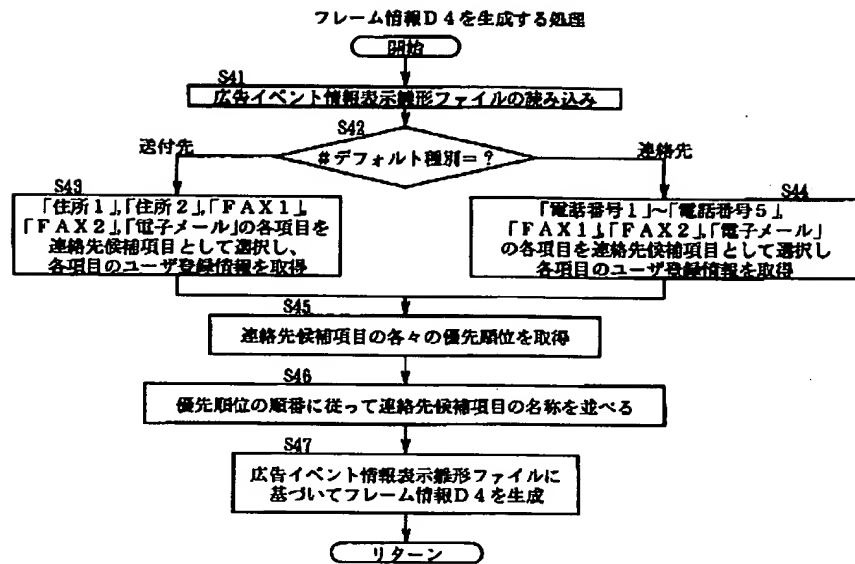 フレーム情報D4を生成する処理
開始
S41
広告イベント情報表示雛形ファイルの読み込み
S42
#デフォルト種別=?
送付先
連絡先
S43
「住所1」,「住所2」,「FAX1」,
「FAX2」,「電子メール」の各項目を
連絡先候補項目として選択し、
各項目のユーザ登録情報を取得
S44
「電話番号1」~「電話番号5」,
「FAX1」,「FAX2」,「電子メール」
の各項目を連絡先候補項目として選択し
各項目のユーザ登録情報を取得
S45
連絡先候補項目の各々の優先順位を取得
S46
優先順位の順番に従って連絡先候補項目の名称を並べる
S47
広告イベント情報表示雛形ファイルに
基づいてフレーム情報D4を生成
リターン